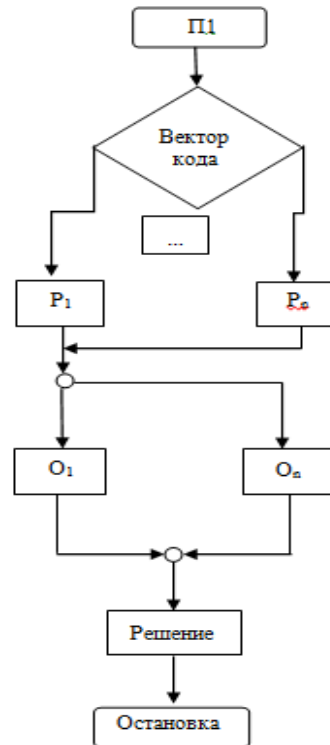 П1
Вектор
кода
...
P₁
Pₙ
O₁
Oₙ
Решение
Остановка